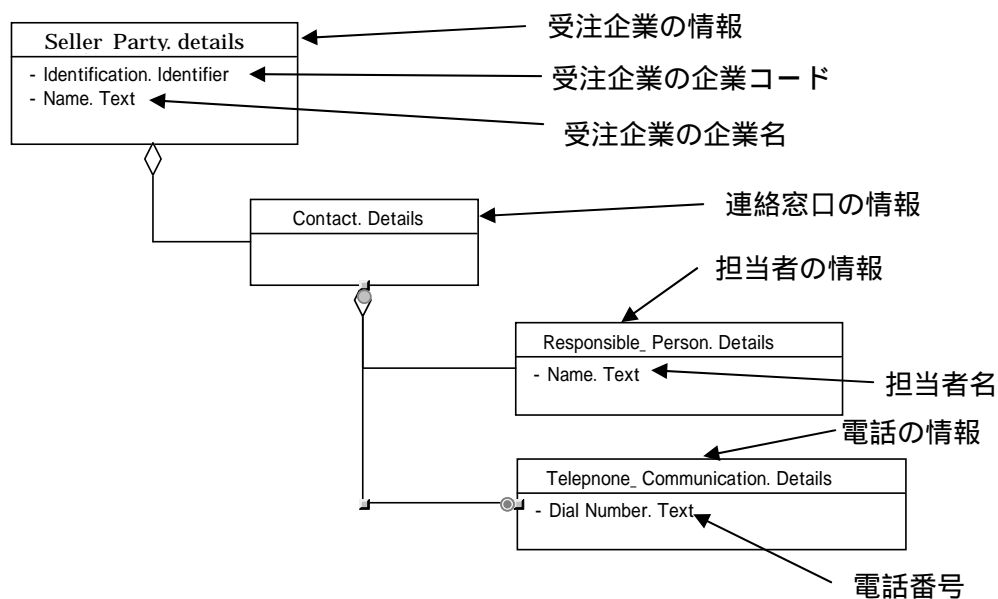 受注企業の情報
Seller Party. details
- Identification. Identifier
受注企業の企業コード
- Name. Text
受注企業の企業名
連絡窓口の情報
Contact. Details
担当者の情報
Responsible_ Person. Details
- Name. Text
担当者名
電話の情報
Telepnone_ Communication. Details
- Dial Number. Text
電話番号